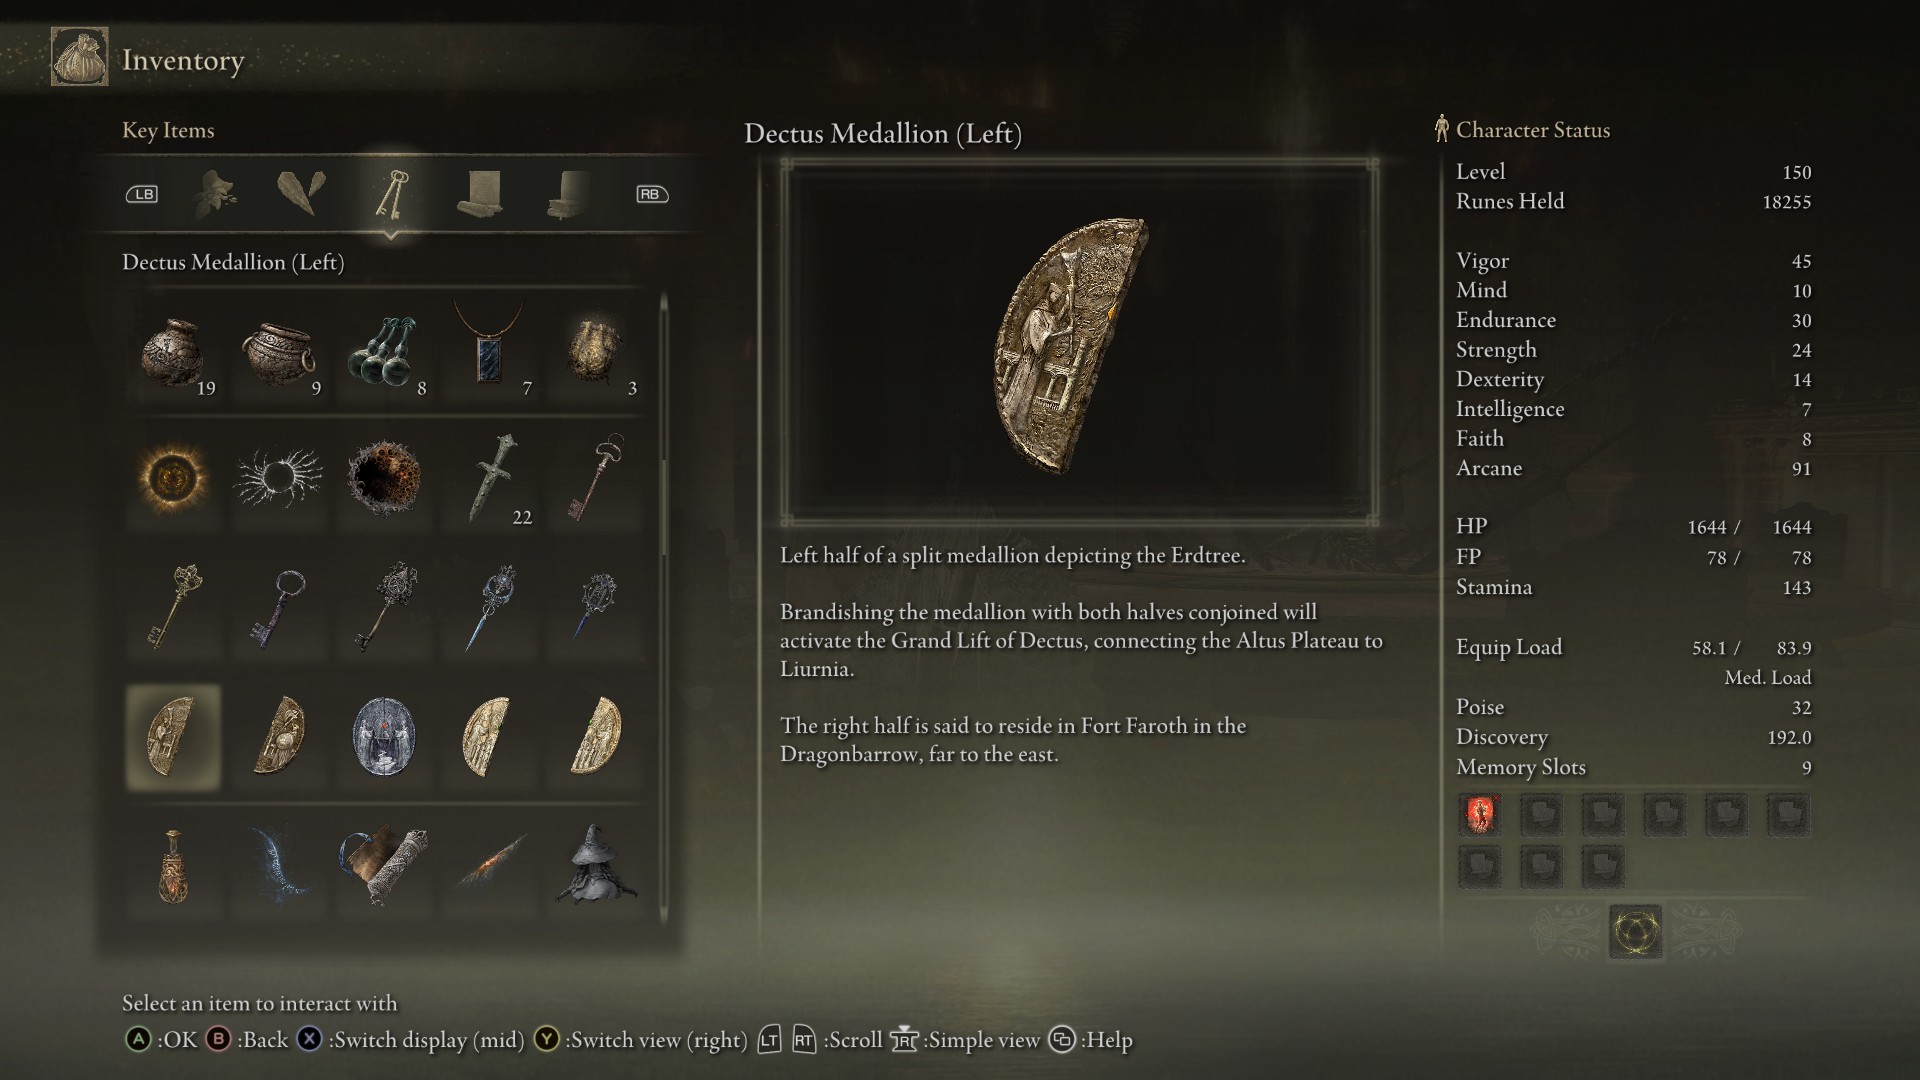 Inventory
Key Items
LB
RB
Dectus Medallion (Left)
19
9
8
7
3
22
Dectus Medallion (Left)
Left half of a split medallion depicting the Erdtree.
Brandishing the medallion with both halves conjoined will
activate the Grand Lift of Dectus, connecting the Altus Plateau to
Liurnia.
The right half is said to reside in Fort Faroth in the
Dragonbarrow, far to the east.
Character Status
Level 150
Runes Held 18255
Vigor 45
Mind 10
Endurance 30
Strength 24
Dexterity 14
Intelligence 7
Faith 8
Arcane 91
HP 1644 / 1644
FP 78 / 78
Stamina 143
Equip Load 58.1 / 83.9
Med. Load
Poise 32
Discovery 192.0
Memory Slots 9
Select an item to interact with
A :OK B :Back X :Switch display (mid) Y :Switch view (right) LT RT :Scroll R :Simple view :Help